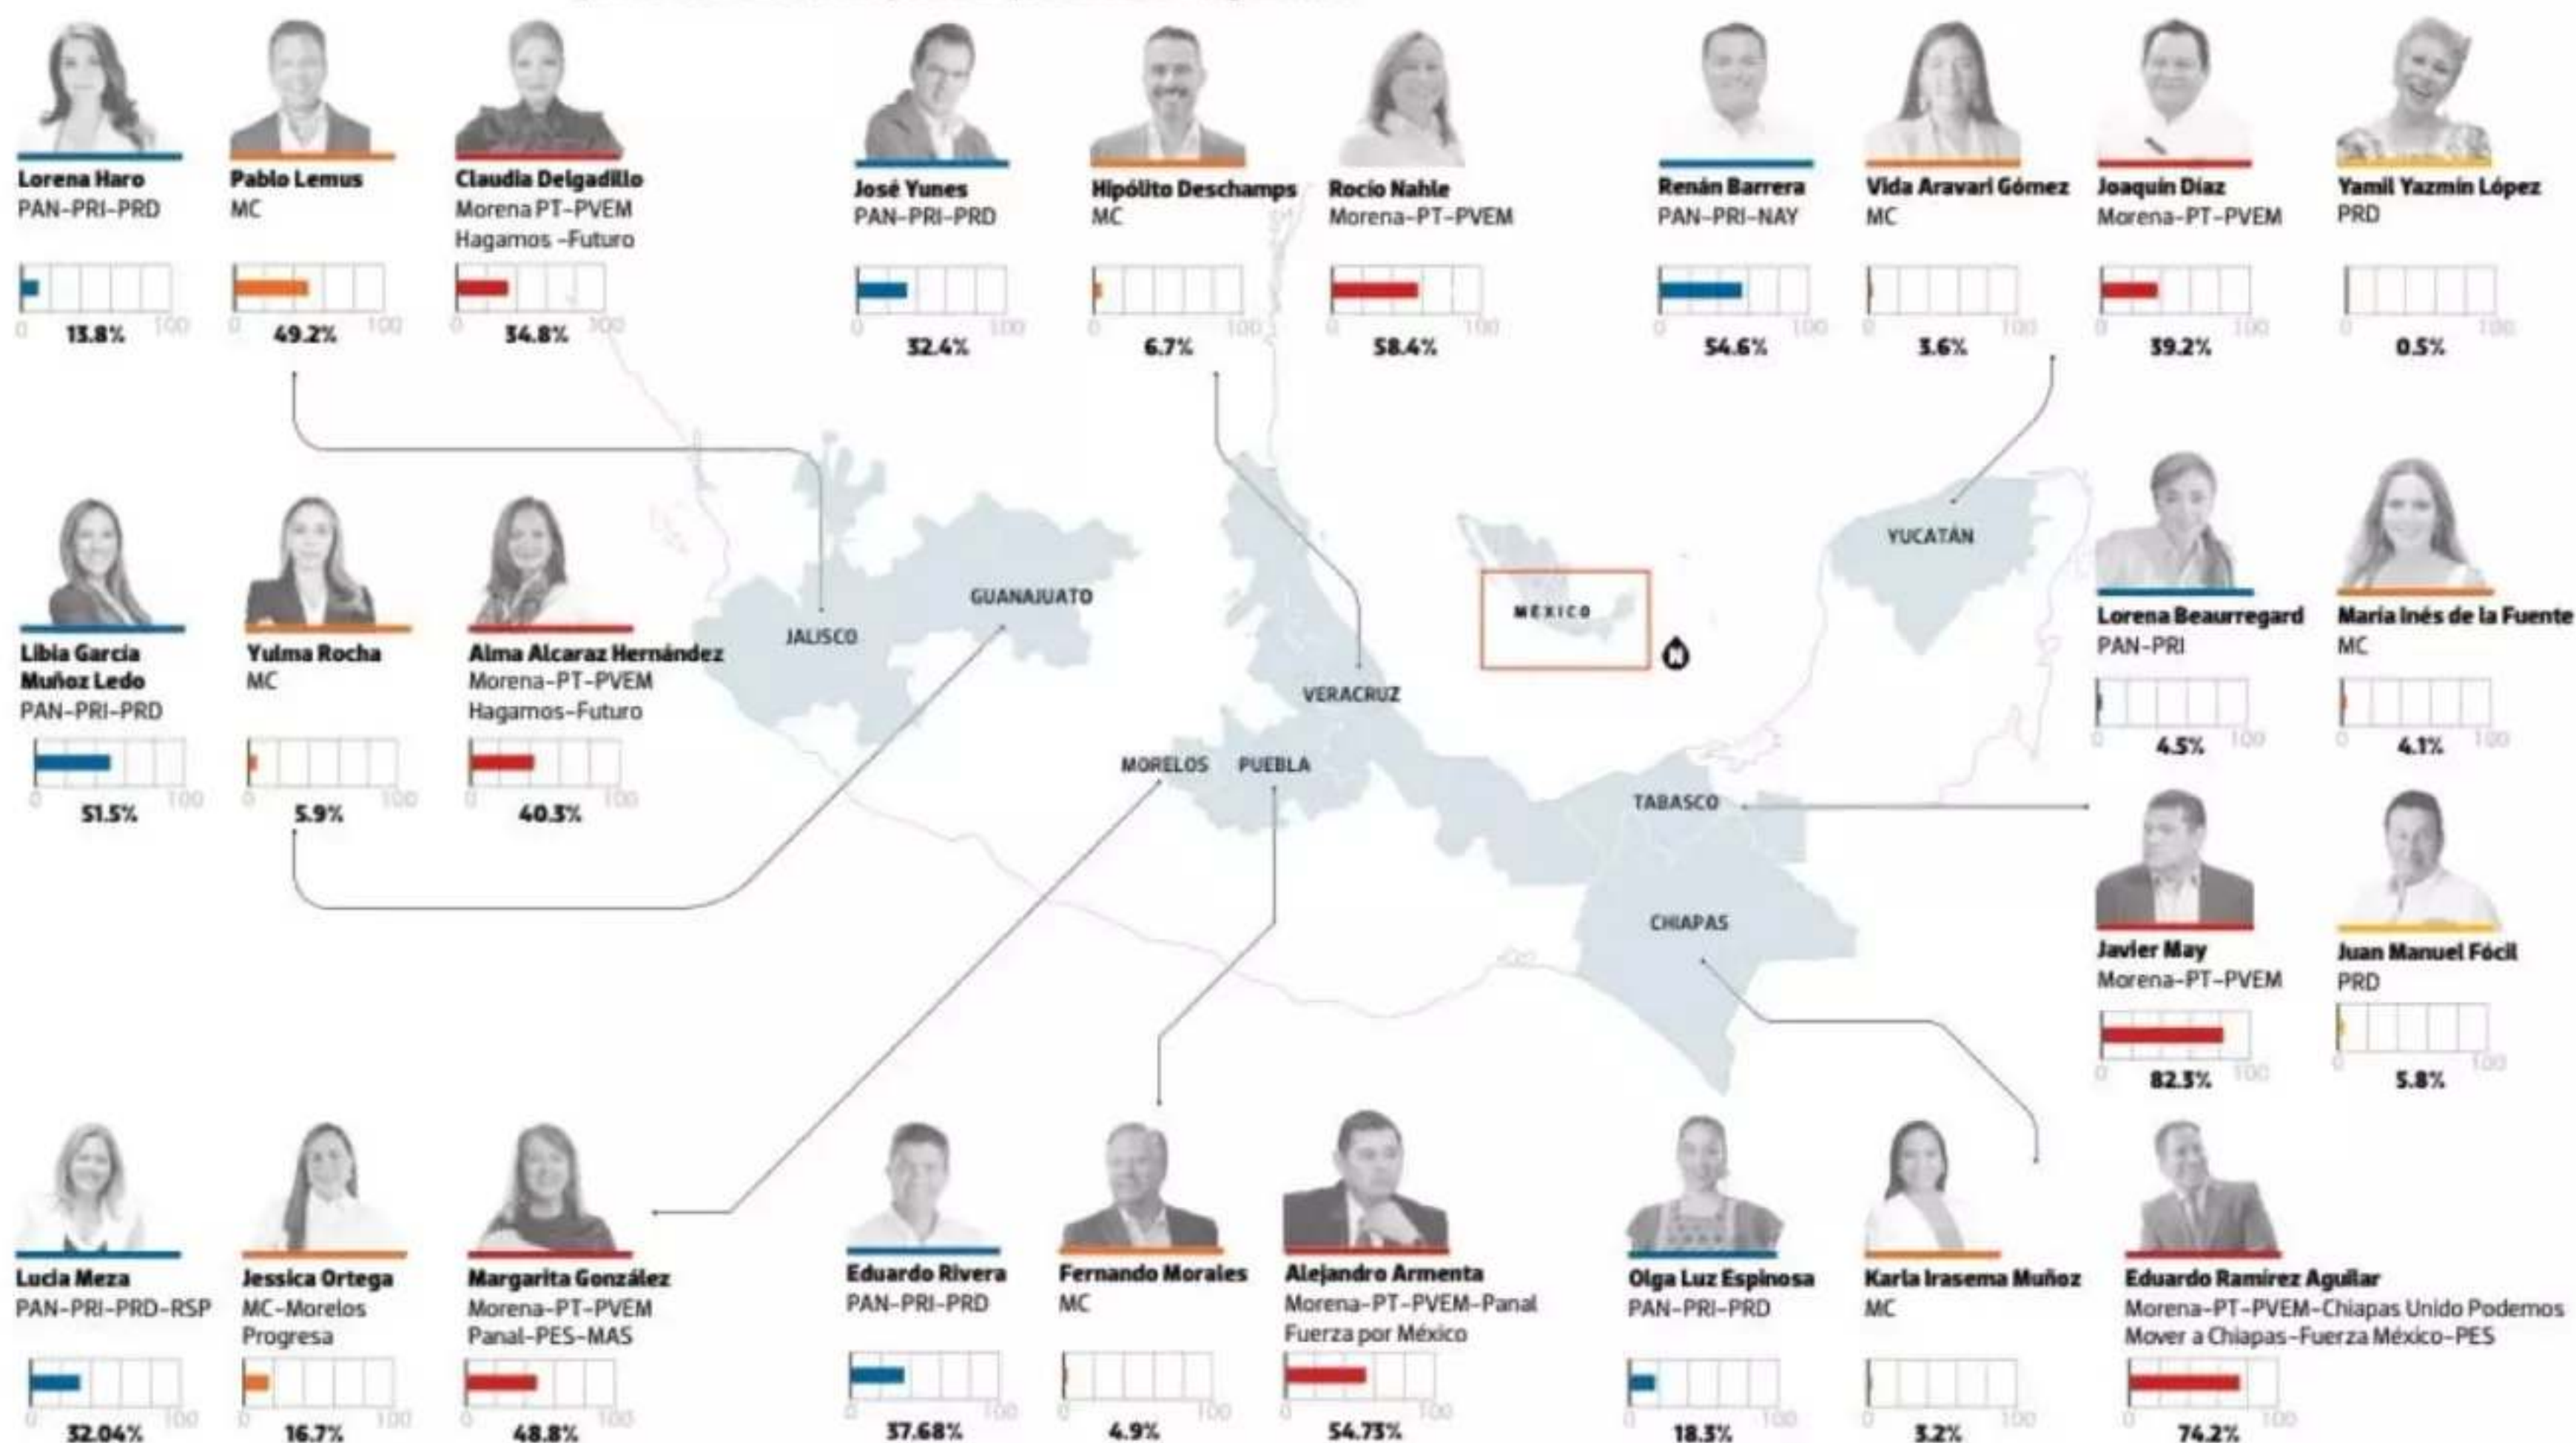 Lorena Haro
PAN-PRI-PRD
0 100
13.8%
Pablo Lemus
MC
0 100
49.2%
Claudia Delgadillo
Morena PT-PVEM
Hagamos -Futuro
0 300
34.8%
José Yunes
PAN-PRI-PRD
0 100
32.4%
Hipólito Deschamps
MC
0 100
6.7%
Rocío Nahle
Morena-PT-PVEM
0 100
58.4%
Renán Barrera
PAN-PRI-NAY
0 100
54.6%
Vida Aravari Gómez
MC
0 100
3.6%
Joaquín Díaz
Morena-PT-PVEM
0 100
39.2%
Yamil Yazmín López
PRD
0 100
0.5%
Libia García
Muñoz Ledo
PAN-PRI-PRD
0 100
51.5%
Yulma Rocha
MC
0 100
5.9%
Alma Alcaraz Hernández
Morena-PT-PVEM
Hagamos-Futuro
0 100
40.3%
JALISCO
GUANAJUATO
VERACRUZ
MORELOS
PUEBLA
MÉXICO
N
YUCATÁN
TABASCO
CHIAPAS
Lorena Beaurregard
PAN-PRI
0 100
4.5%
María Inés de la Fuente
MC
0 100
4.1%
Javier May
Morena-PT-PVEM
0 100
82.3%
Juan Manuel Fócil
PRD
0 100
5.8%
Lucía Meza
PAN-PRI-PRD-RSP
0 100
32.04%
Jessica Ortega
MC-Morelos
Progresa
0 100
16.7%
Margarita González
Morena-PT-PVEM
Panal-PES-MAS
0 100
48.8%
Eduardo Rivera
PAN-PRI-PRD
0 100
37.68%
Fernando Morales
MC
0 100
4.9%
Alejandro Armenta
Morena-PT-PVEM-Panal
Fuerza por México
0 100
54.73%
Olga Luz Espinosa
PAN-PRI-PRD
0 100
18.3%
Karla Irasema Muñoz
MC
0 100
3.2%
Eduardo Ramírez Aguilar
Morena-PT-PVEM-Chiapas Unido Podemos
Mover a Chiapas-Fuerza México-PES
0 100
74.2%